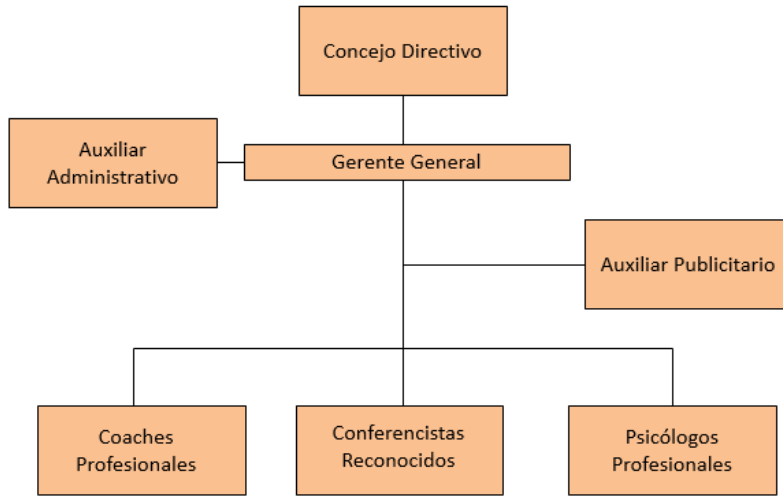 Concejo Directivo
Auxiliar
Administrativo
Gerente General
Auxiliar Publicitario
Coaches
Profesionales
Conferencistas
Reconocidos
Psicólogos
Profesionales